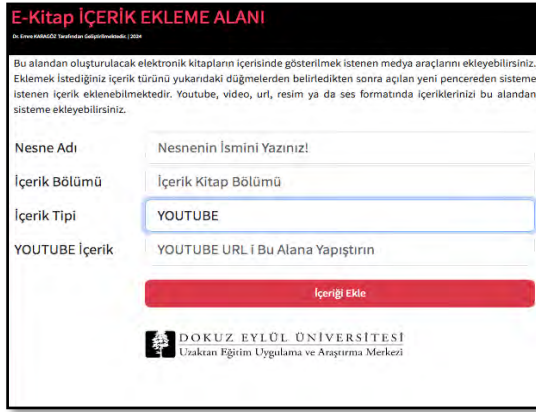 E-Kitap İÇERİK EKLEME ALANI
Dr. Emre KARAGÖZ Tarafından Geliştirilmektedir. | 2024
Bu alandan oluşturulacak elektronik kitapların içerisinde gösterilmek istenen medya araçlarını ekleyebilirsiniz.
Eklemek İstediğiniz içerik türünü yukarıdaki düğmelerden belirledikten sonra açılan yeni pencereden sisteme
istenen içerik eklenebilmektedir. Youtube, video, url, resim ya da ses formatında içeriklerinizi bu alandan
sisteme ekleyebilirsiniz.
Nesne Adı Nesnenin İsmini Yazınız!
İçerik Bölümü İçerik Kitap Bölümü
İçerik Tipi YOUTUBE
YOUTUBE İçerik YOUTUBE URL i Bu Alana Yapıştırın
İçeriği Ekle
DOKUZ EYLÜL ÜNİVERSİTESİ
Uzaktan Eğitim Uygulama ve Araştırma Merkezi